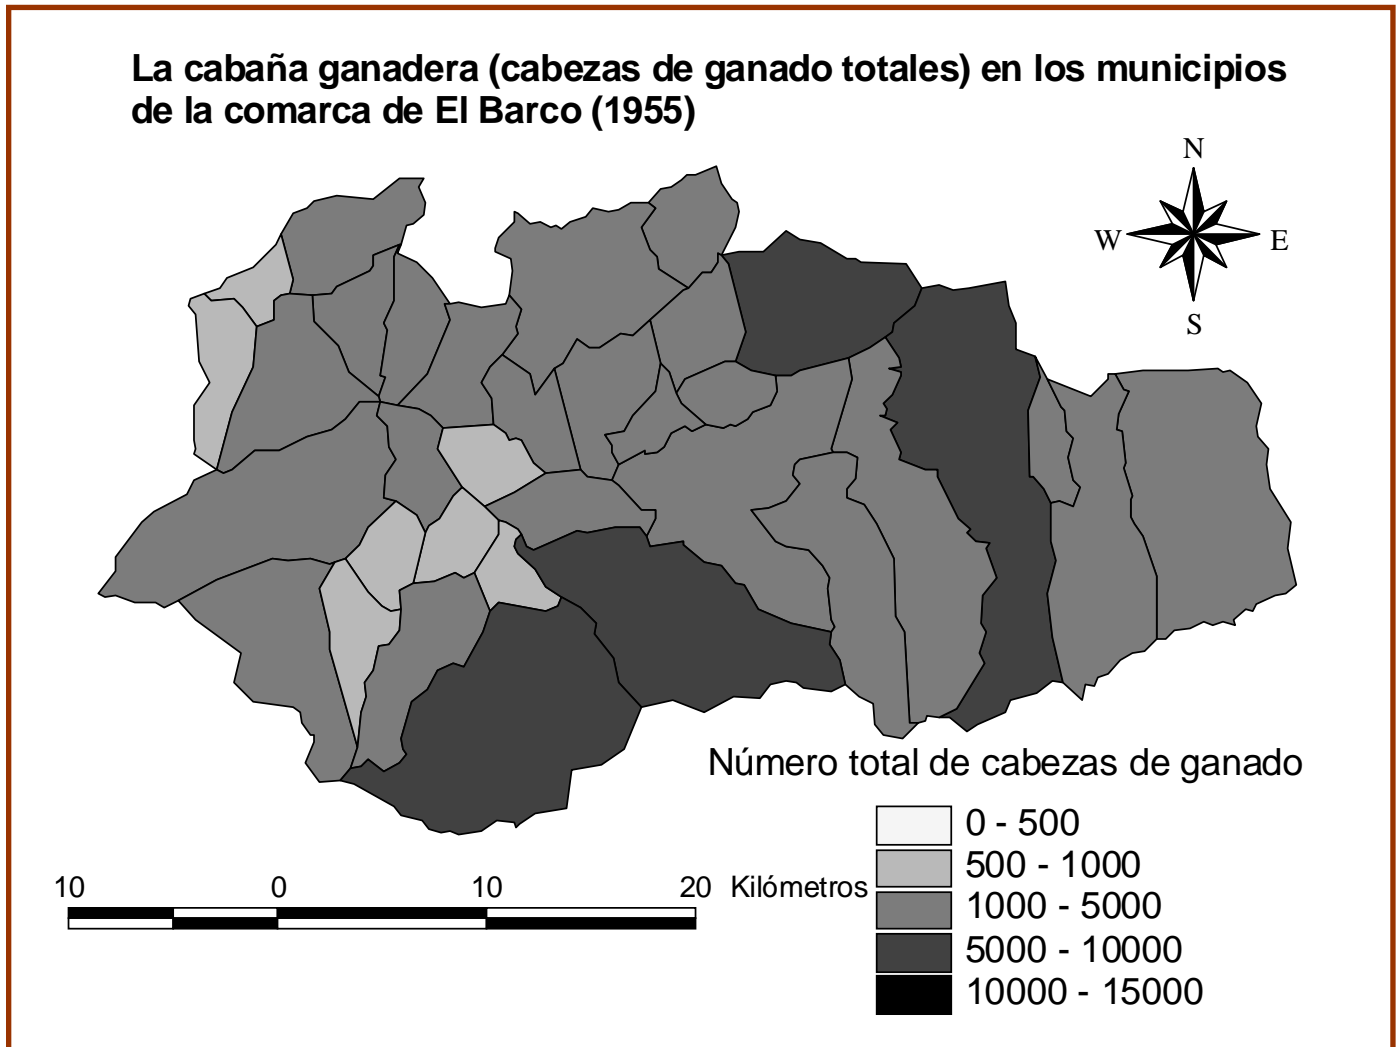 La cabaña ganadera (cabezas de ganado totales) en los municipios
de la comarca de El Barco (1955)
N
W E
S
Número total de cabezas de ganado
0 - 500
500 - 1000
1000 - 5000
5000 - 10000
10000 - 15000
10 0 10 20 Kilómetros